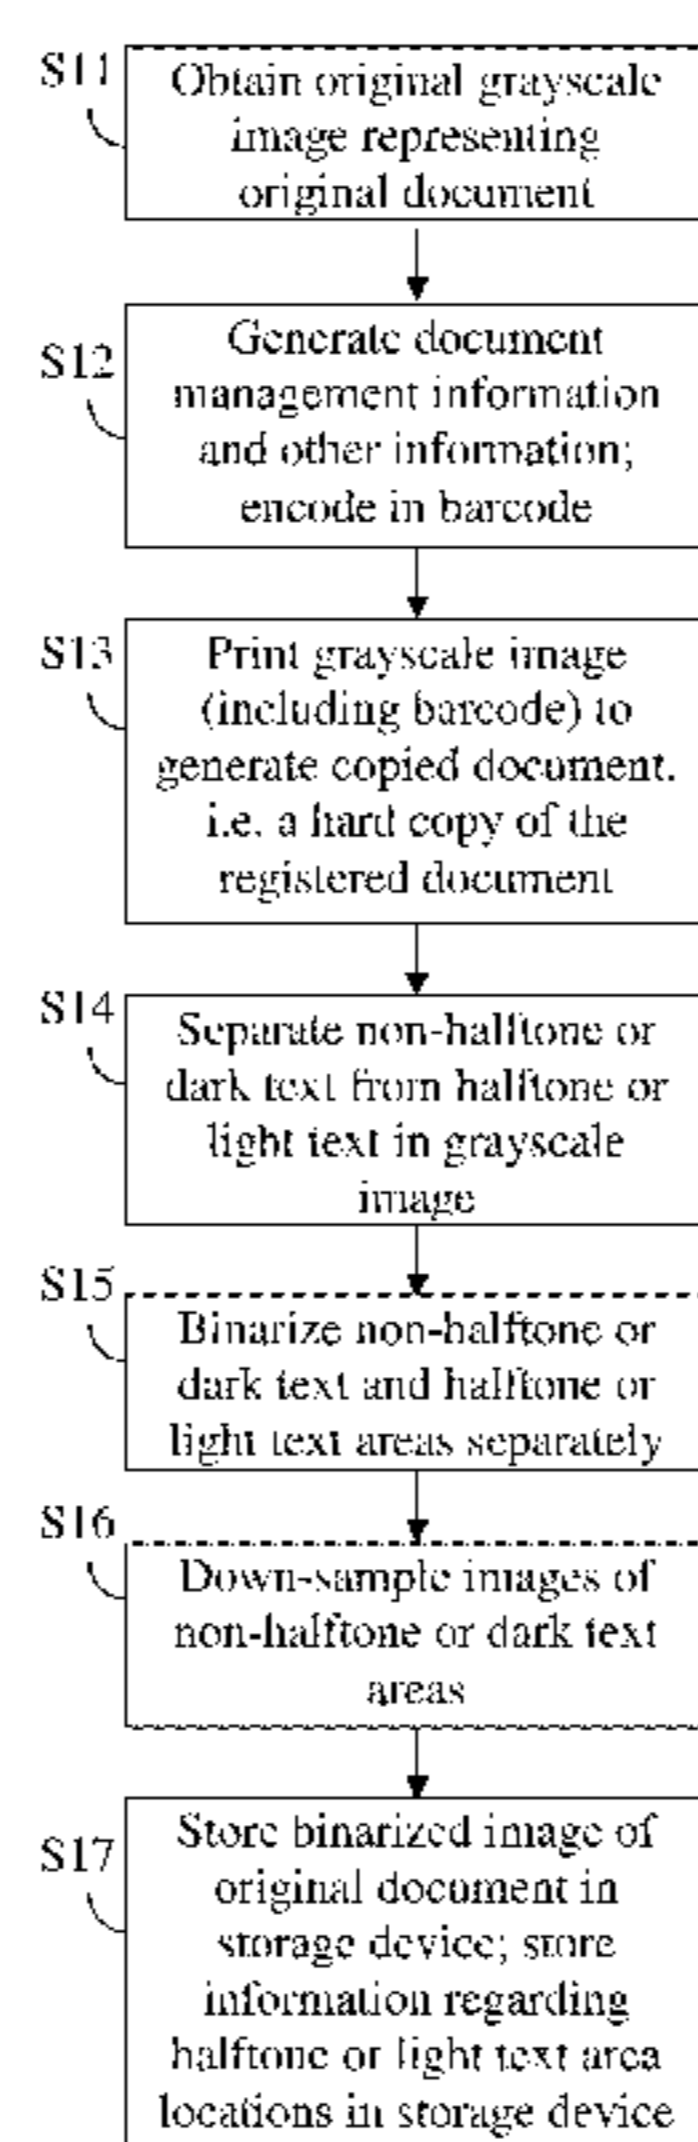 S11
Obtain original grayscale
image representing
original document
S12
Generate document
management information
and other information;
encode in barcode
S13
Print grayscale image
(including barcode) to
generate copied document.
i.e. a hard copy of the
registered document
S14
Separate non-halftone or
dark text from halftone or
light text in grayscale
image
S15
Binarize non-halftone or
dark text and halftone or
light text areas separately
S16
Down-sample images of
non-halftone or dark text
areas
S17
Store binarized image of
original document in
storage device; store
information regarding
halftone or light text area
locations in storage device